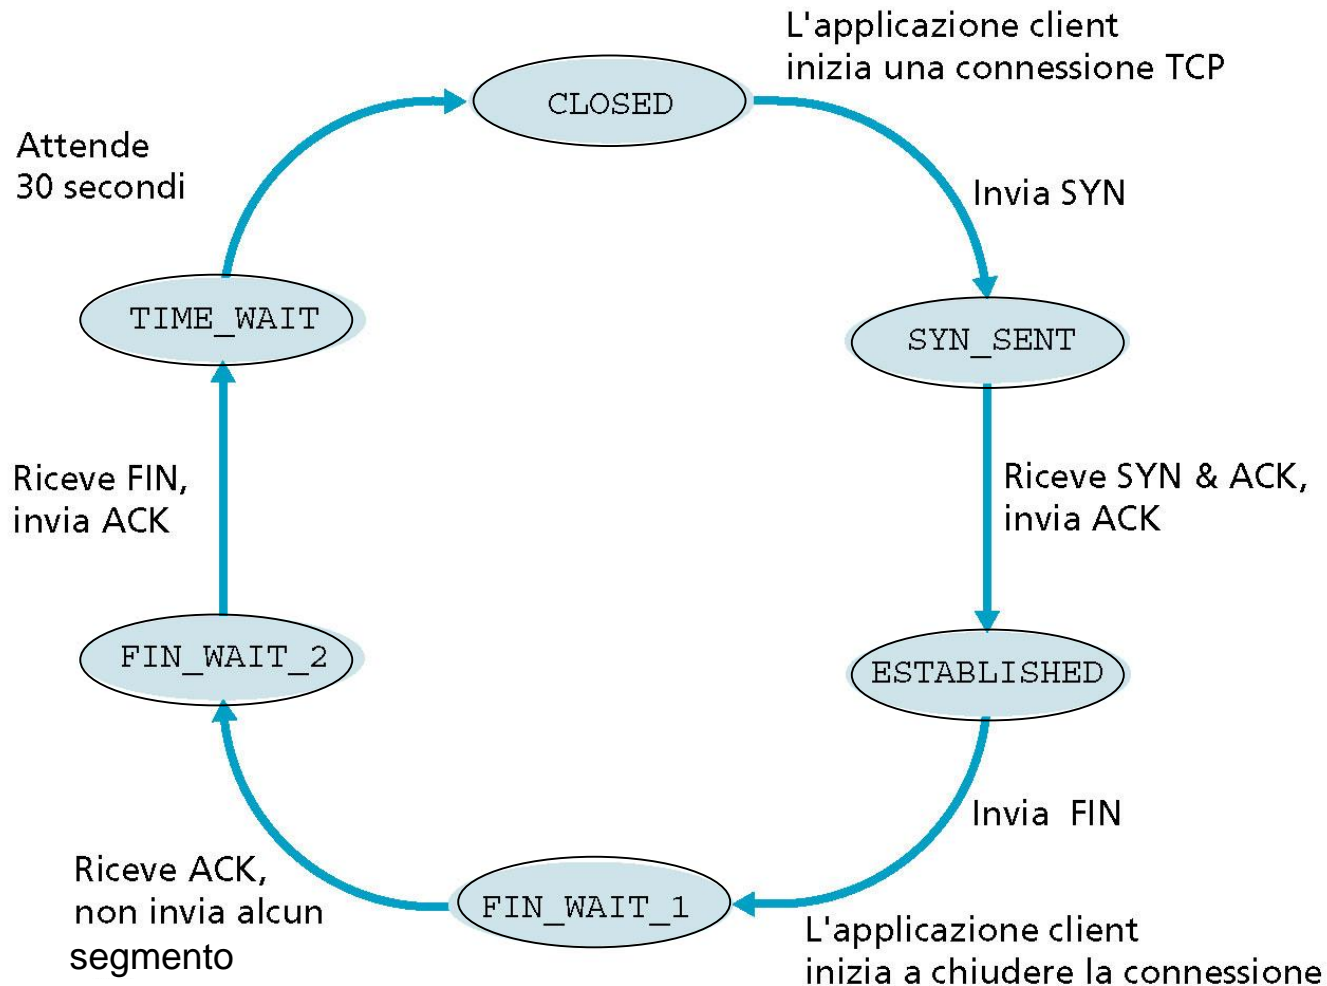 L'applicazione client
inizia una connessione TCP
CLOSED
Attende
30 secondi
Invia SYN
TIME_WAIT
SYN_SENT
Riceve FIN,
invia ACK
Riceve SYN & ACK,
invia ACK
FIN_WAIT_2
ESTABLISHED
Invia FIN
Riceve ACK,
non invia alcun
segmento
FIN_WAIT_1
L'applicazione client
inizia a chiudere la connessione